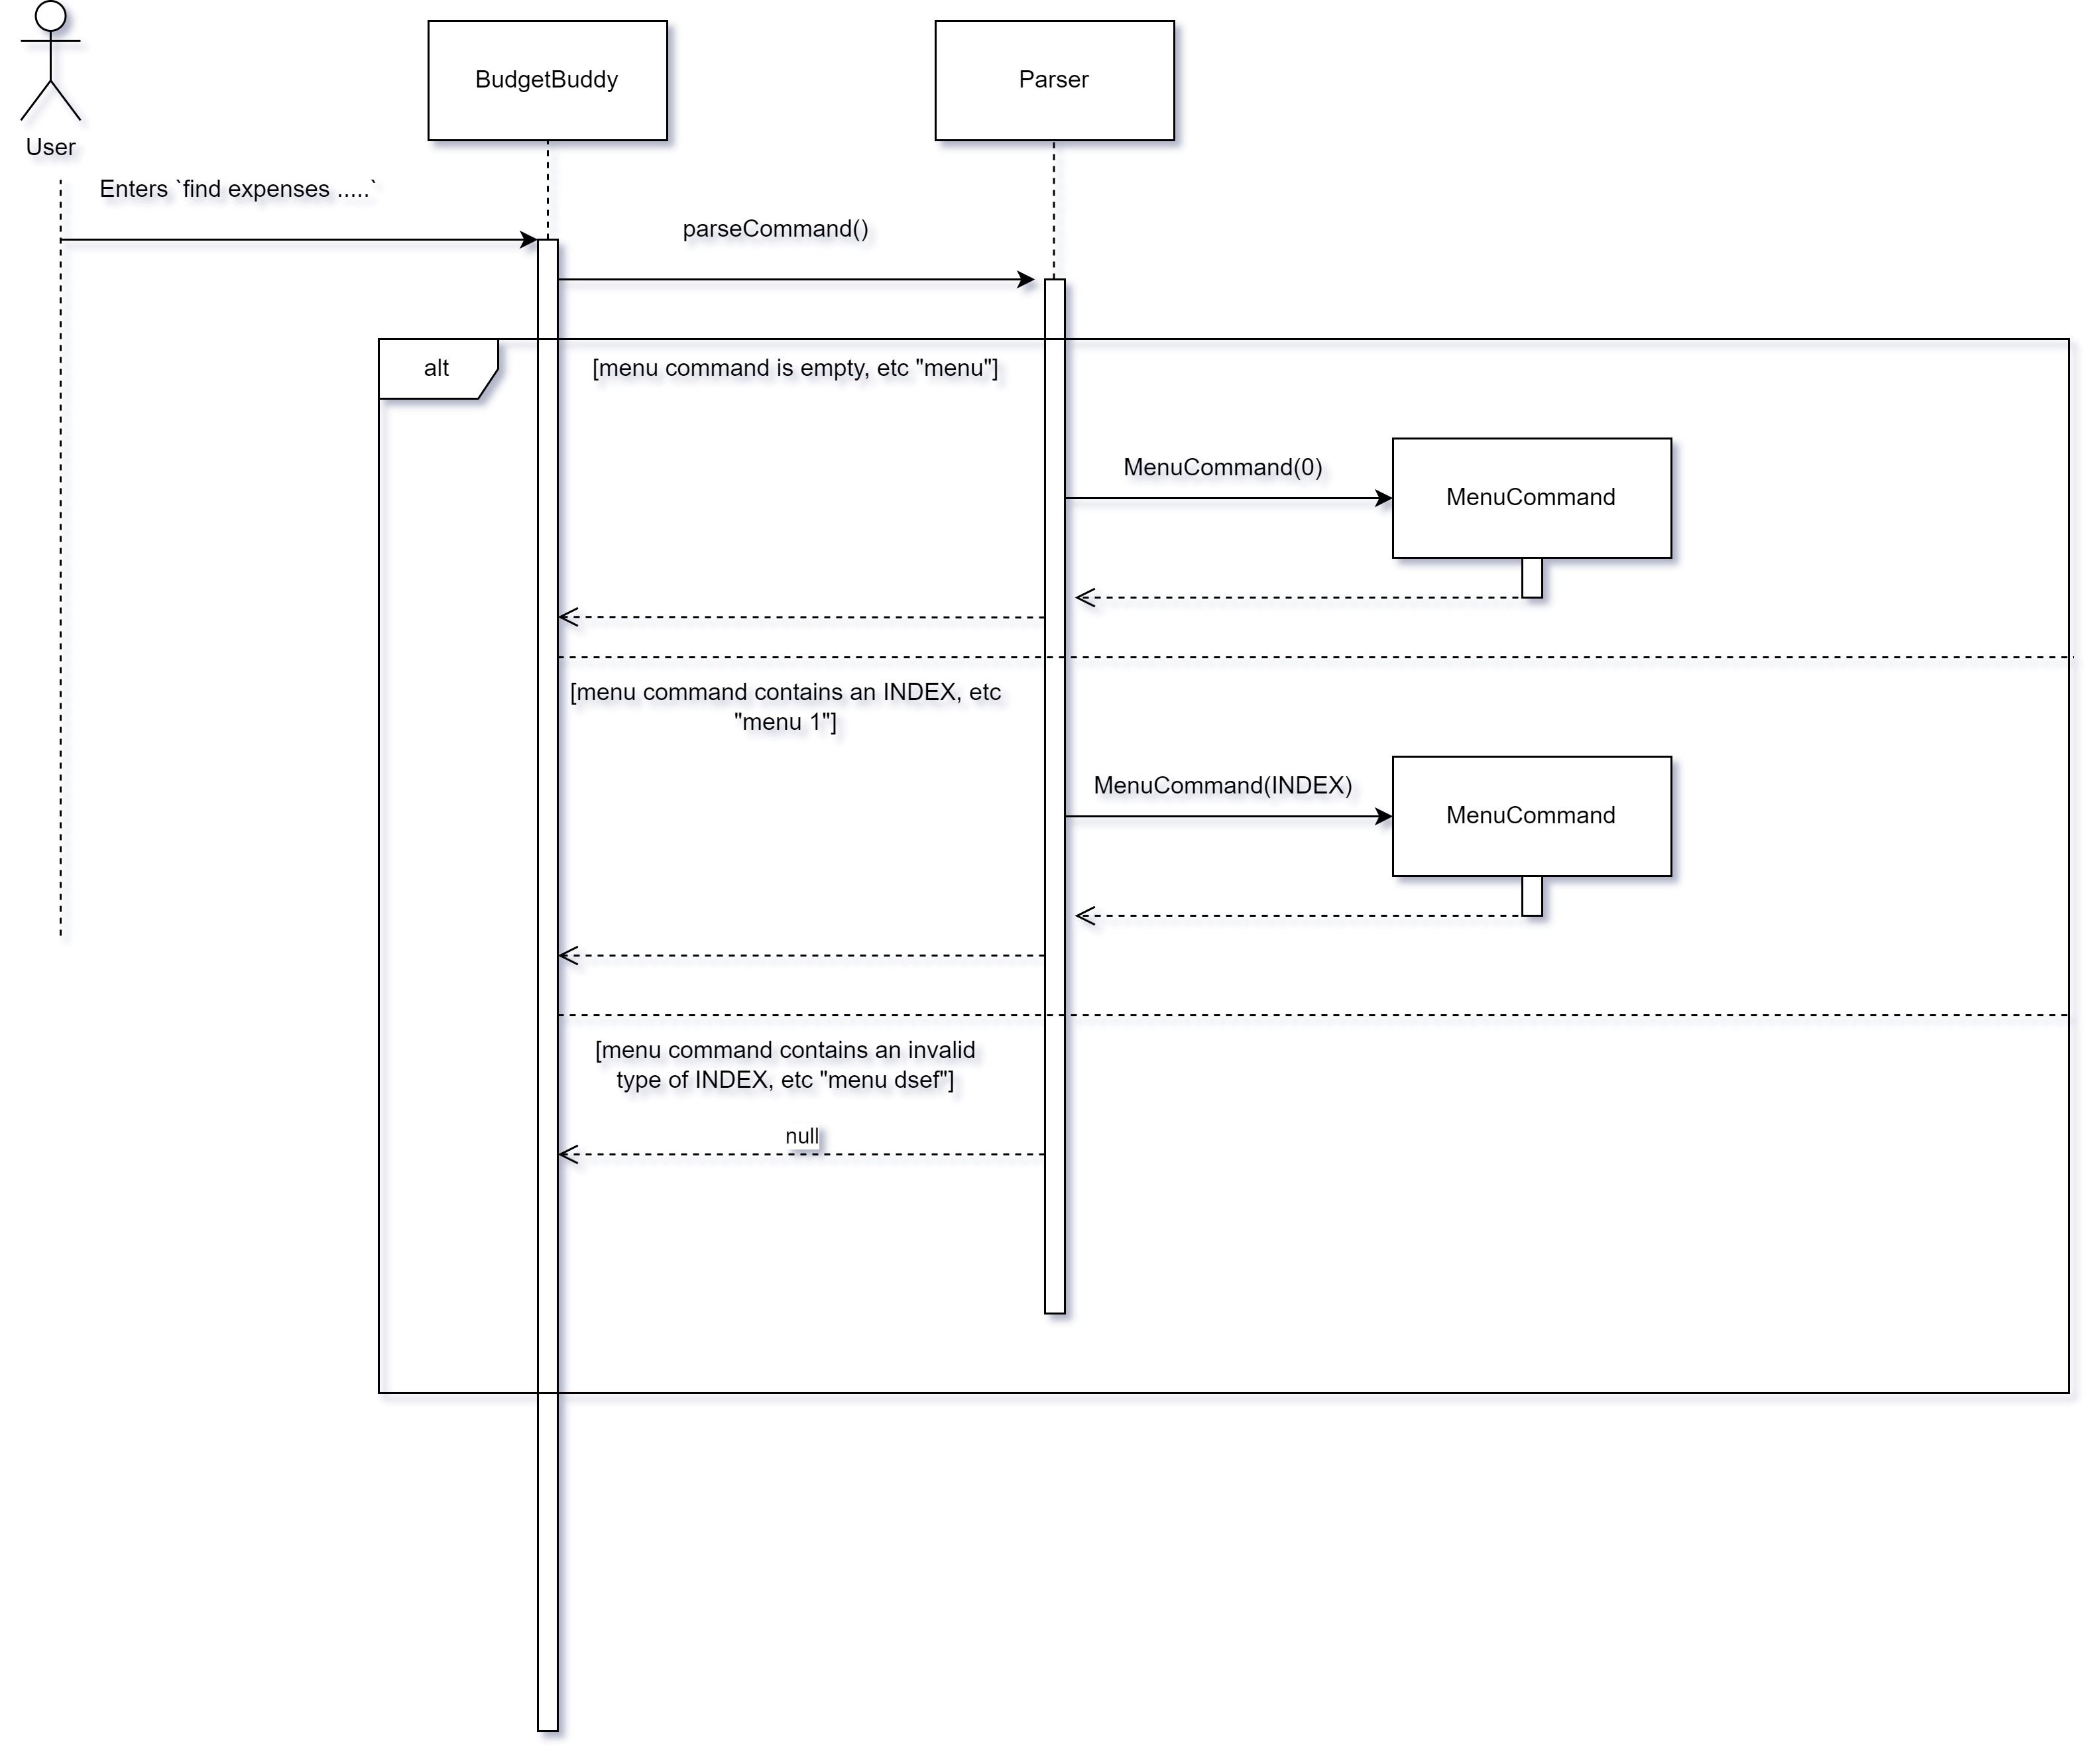 User
BudgetBuddy
Parser
Enters `find expenses .....`
parseCommand()
alt
[menu command is empty, etc "menu"]
MenuCommand(0)
MenuCommand
[menu command contains an INDEX, etc
"menu 1"]
MenuCommand(INDEX)
MenuCommand
[menu command contains an invalid
type of INDEX, etc "menu dsef"]
null